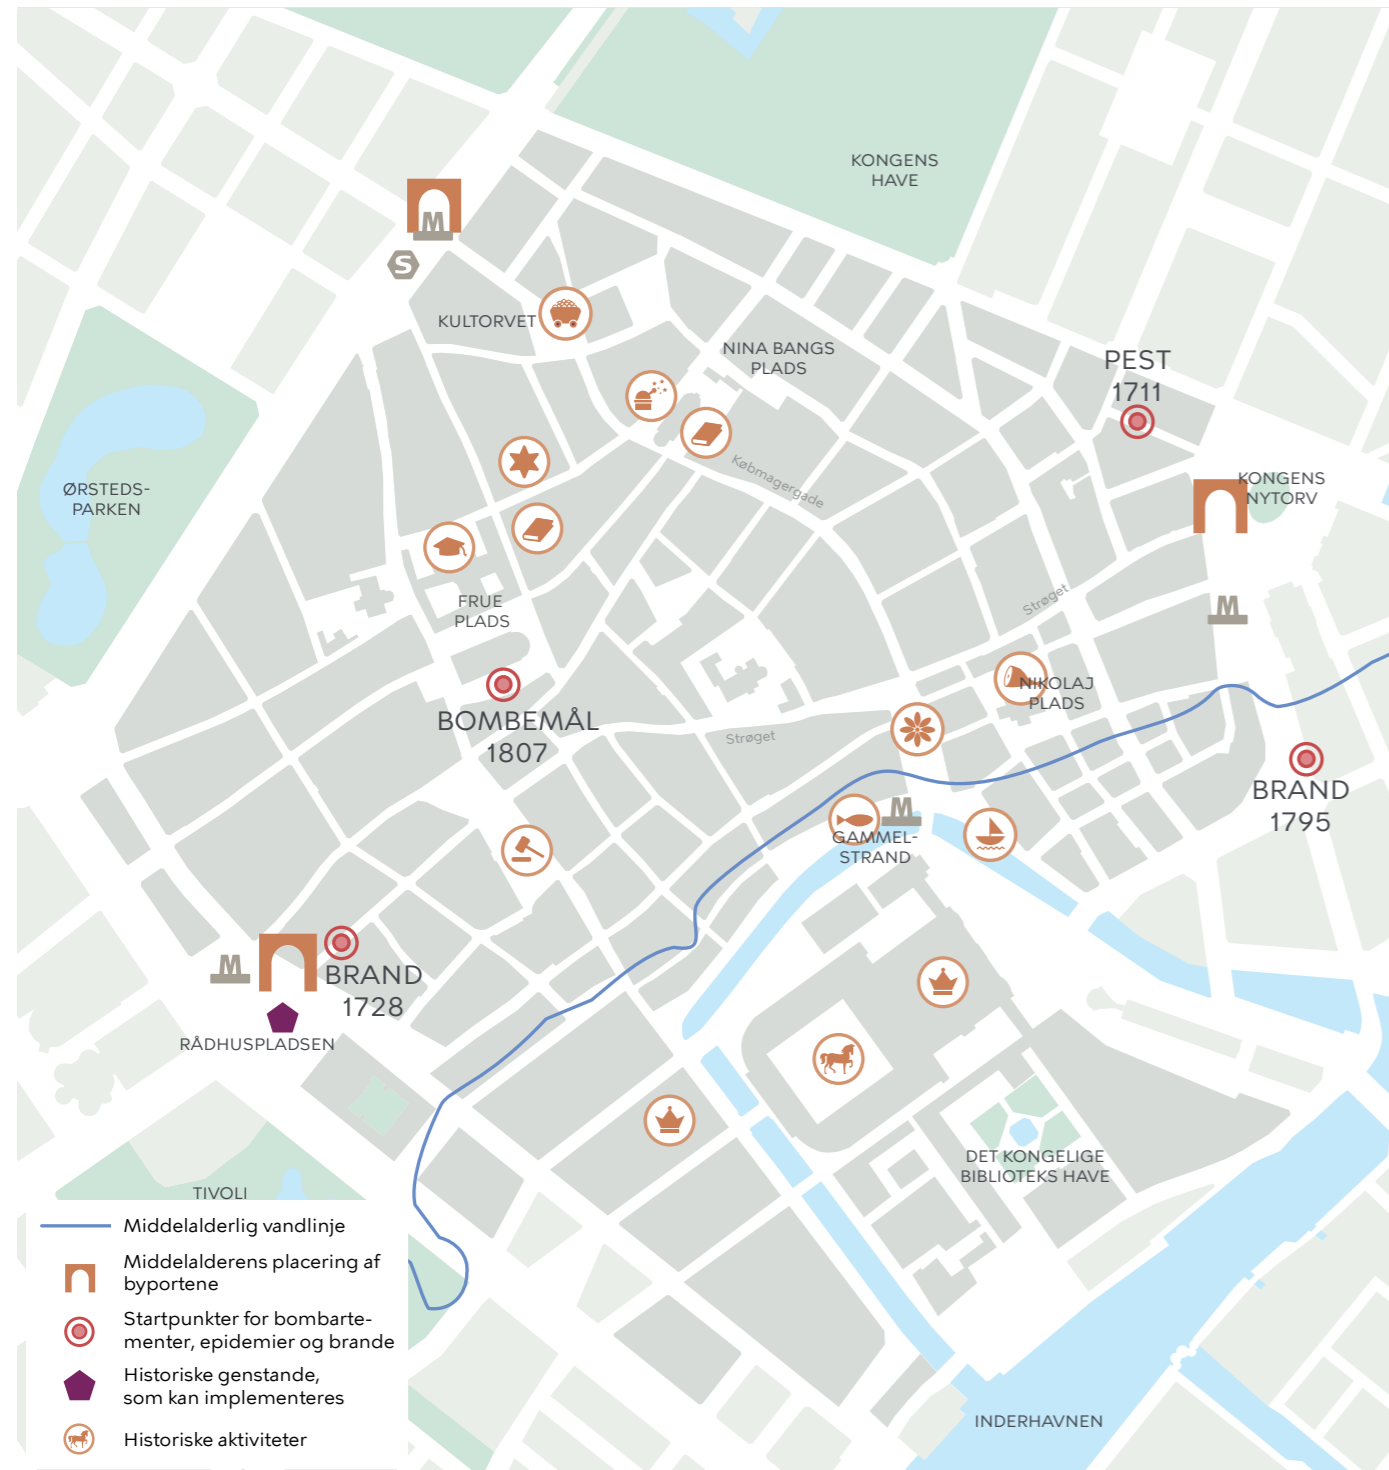 KONGENS
HAVE
M
S
KULTORVET
NINA BANGS
PLADS
PEST
1711
Købmagergade
ØRSTEDS-
PARKEN
KONGENS
NYTORV
FRUE
PLADS
Strøget
M
NIKOLAJ
PLADS
BOMBEMÅL
1807
Strøget
BRAND
1795
M
GAMMEL-
STRAND
M
BRAND
1728
RÅDHUSPLADSEN
DET KONGELIGE
BIBLIOTEKS HAVE
TIVOLI
Middelalderlig vandlinje
Middelalderens placering af
byportene
Startpunkter for bombarte-
menter, epidemier og brande
Historiske genstande,
som kan implementeres
Historiske aktiviteter
INDERHAVNEN